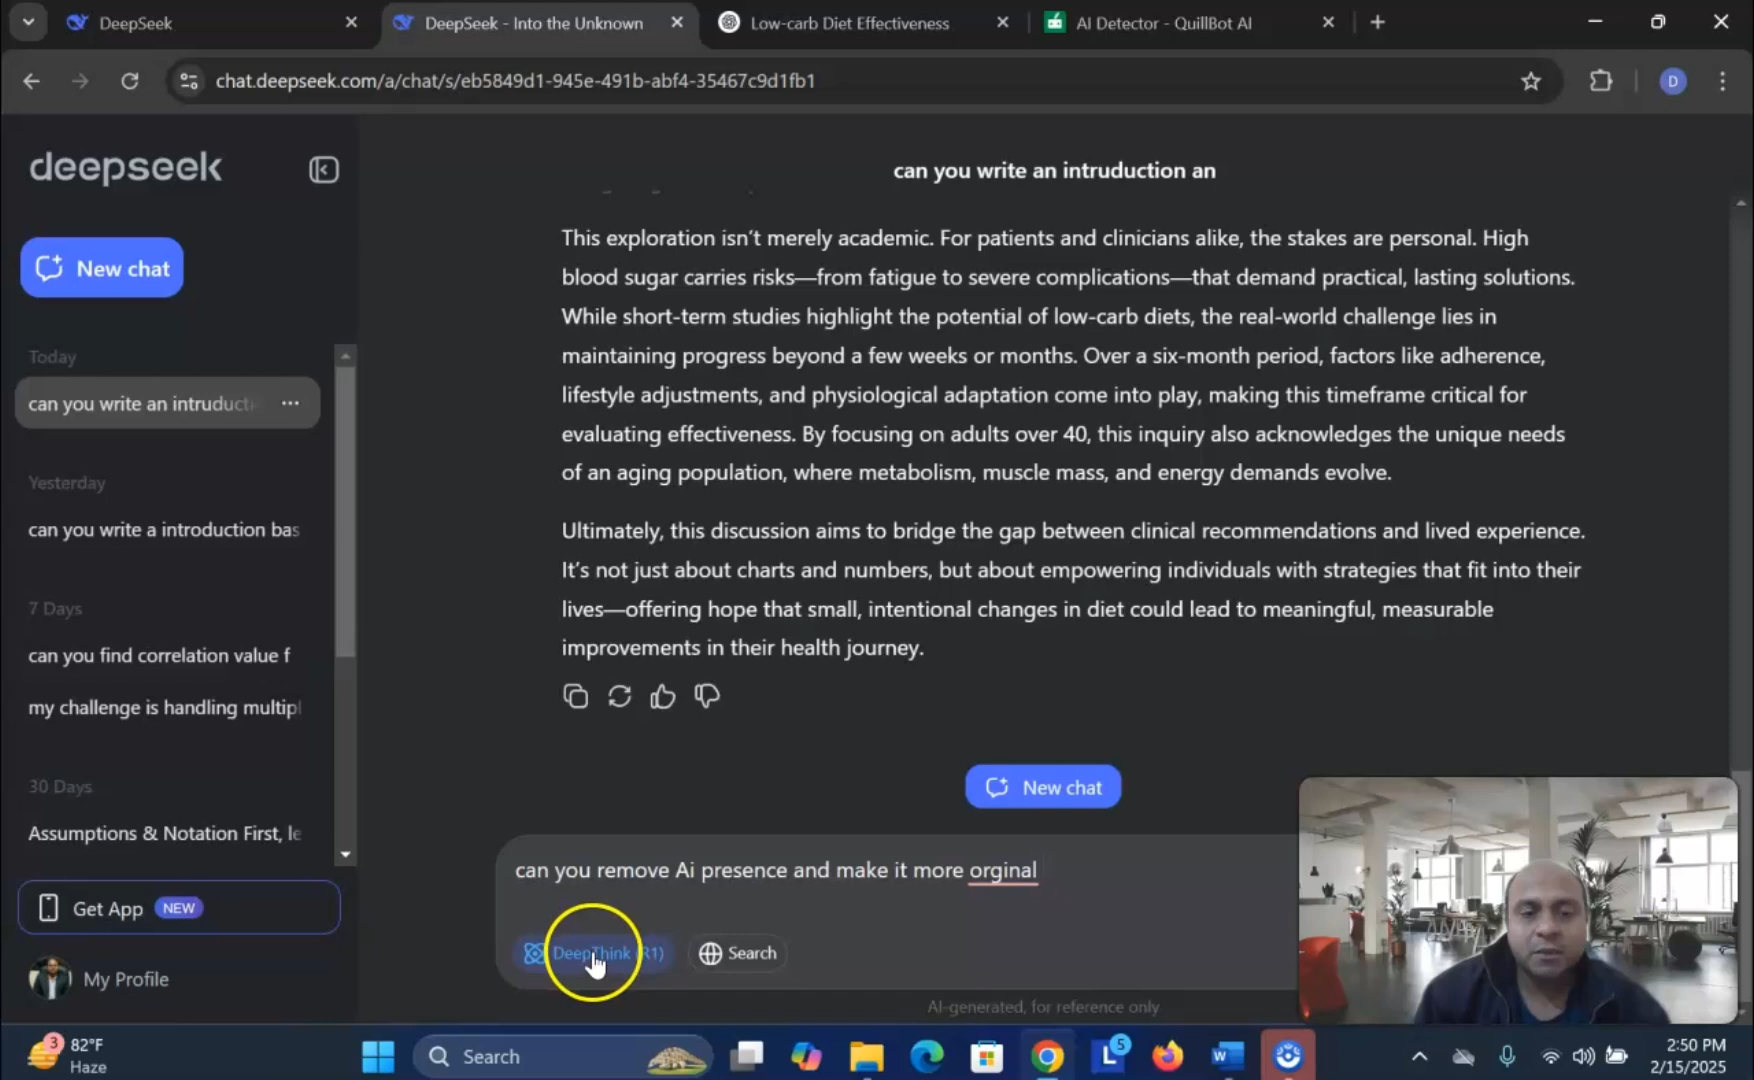 DeepSeek
DeepSeek - Into the Unknown
Low-carb Diet Effectiveness
AI Detector - QuillBot AI
chat.deepseek.com/a/chat/s/eb5849d1-945e-491b-abf4-35467c9d1fb1
D
deepseek
New chat
Today
can you write an intruducti
Yesterday
can you write a introduction bas
7 Days
can you find correlation value f
my challenge is handling multipl
30 Days
Assumptions & Notation First, le
Get App NEW
My Profile
can you write an intruduction an
This exploration isn't merely academic. For patients and clinicians alike, the stakes are personal. High
blood sugar carries risks—from fatigue to severe complications—that demand practical, lasting solutions.
While short-term studies highlight the potential of low-carb diets, the real-world challenge lies in
maintaining progress beyond a few weeks or months. Over a six-month period, factors like adherence,
lifestyle adjustments, and physiological adaptation come into play, making this timeframe critical for
evaluating effectiveness. By focusing on adults over 40, this inquiry also acknowledges the unique needs
of an aging population, where metabolism, muscle mass, and energy demands evolve.
Ultimately, this discussion aims to bridge the gap between clinical recommendations and lived experience.
It's not just about charts and numbers, but about empowering individuals with strategies that fit into their
lives—offering hope that small, intentional changes in diet could lead to meaningful, measurable
improvements in their health journey.
New chat
can you remove Ai presence and make it more orginal
DeepThink (R1)
Search
AI-generated, for reference only
3
82°F
Haze
Search
L
5
W
2:50 PM
2/15/2025